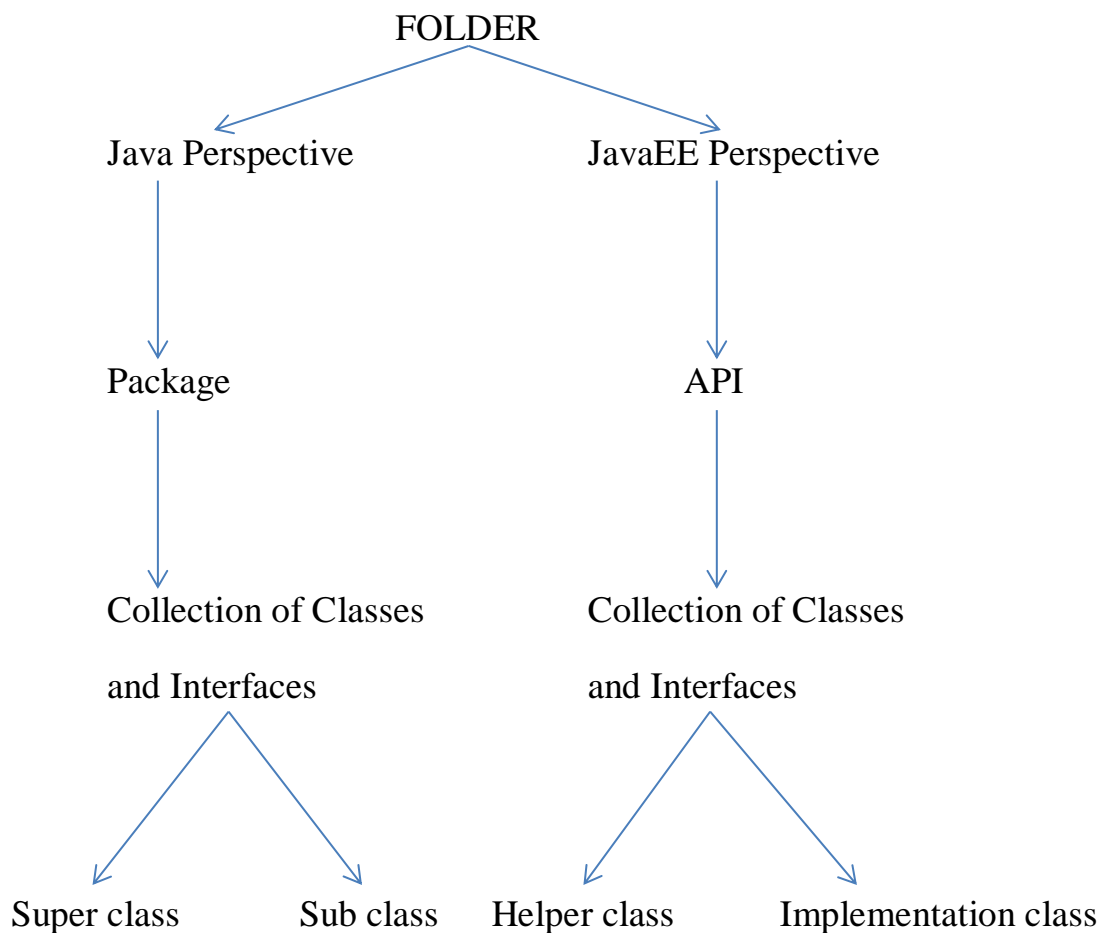 FOLDER
Java Perspective
JavaEE Perspective
Package
API
Collection of Classes
and Interfaces
Collection of Classes
and Interfaces
Super class
Sub class
Helper class
Implementation class